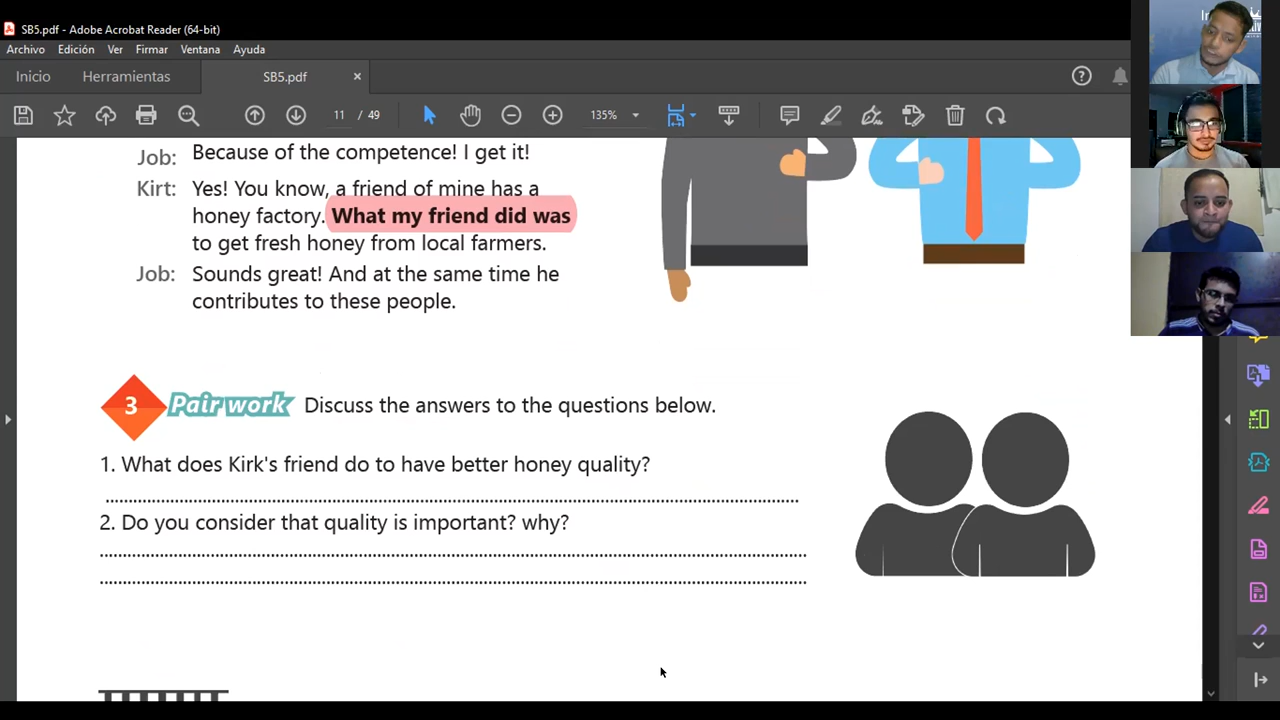 SB5.pdf - Adobe Acrobat Reader (64-bit)
Archivo Edición Ver Firmar Ventana Ayuda
Inicio Herramientas SB5.pdf ×
11 / 49 135%
Job: Because of the competence! I get it!
Kirt: Yes! You know, a friend of mine has a
honey factory. What my friend did was
to get fresh honey from local farmers.
Job: Sounds great! And at the same time he
contributes to these people.
3 Pair work Discuss the answers to the questions below.
1. What does Kirk's friend do to have better honey quality?
2. Do you consider that quality is important? why?